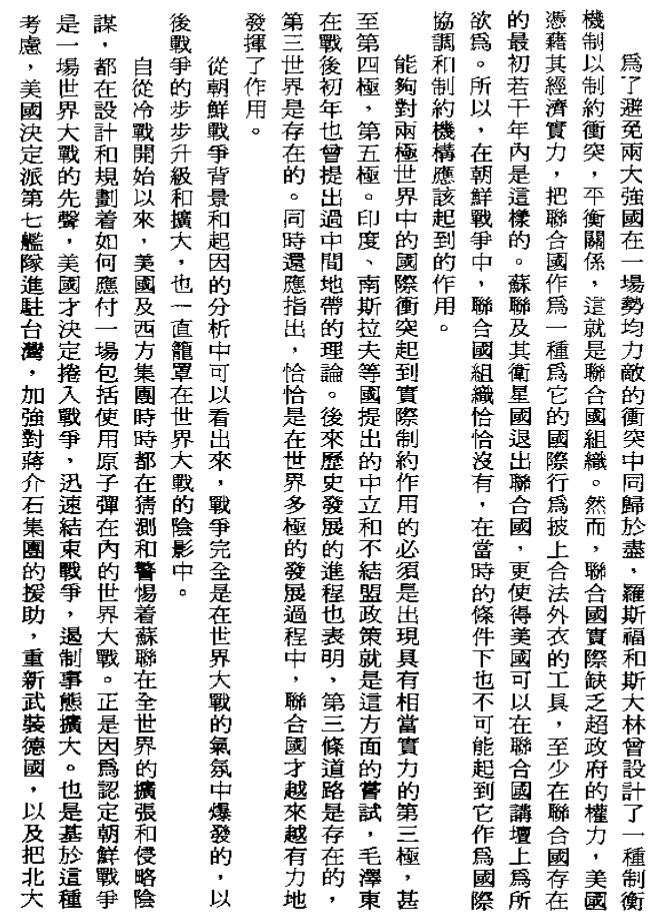 爲了避免兩大強國在一場勢均力敵的衝突中同歸於盡，羅斯福和斯大林曾設計了一種制衡
機制以制約衝突，平衡關係，這就是聯合國組織。然而，聯合國實際缺乏超政府的權力，美國
憑藉其經濟實力，把聯合國作爲一種爲它的國際行爲披上合法外衣的工具，至少在聯合國存在
的最初若干年內是這樣的。蘇聯及其衛星國退出聯合國，更使得美國可以在聯合國講壇上爲所
欲爲。所以，在朝鮮戰爭中，聯合國組織恰恰沒有，在當時的條件下也不可能起到它作爲國際
協調和制約機構應該起到的作用。
能夠對兩極世界中的國際衝突起到實際制約作用的必須是出現具有相當實力的第三極，甚
至第四極，第五極。印度、南斯拉夫等國提出的中立和不結盟政策就是這方面的嘗試，毛澤東
在戰後初年也曾提出過中間地帶的理論。後來歷史發展的進程也表明，第三條道路是存在的，
第三世界是存在的。同時還應指出，恰恰是在世界多極的發展過程中，聯合國才越來越有力地
發揮了作用。
從朝鮮戰爭背景和起因的分析中可以看出來，戰爭完全是在世界大戰的氣氛中爆發的，以
後戰爭的步步升級和擴大，也一直籠罩在世界大戰的陰影中。
自從冷戰開始以來，美國及西方集團時時都在猜測和警惕着蘇聯在全世界的擴張和侵略陰
謀，都在設計和規劃着如何應付一場包括使用原子彈在內的世界大戰。正是因爲認定朝鮮戰爭
是一場世界大戰的先聲，美國才決定捲入戰爭，迅速結束戰爭，遏制事態擴大。也是基於這種
考慮，美國決定派第七艦隊進駐台灣，加強對蔣介石集團的援助，重新武裝德國，以及把北大